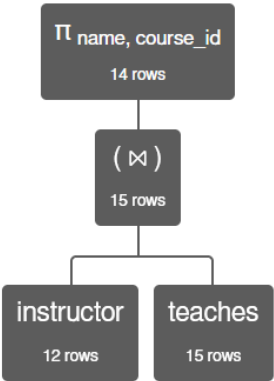 π name, course_id
14 rows
( ⋈ )
15 rows
instructor
12 rows
teaches
15 rows